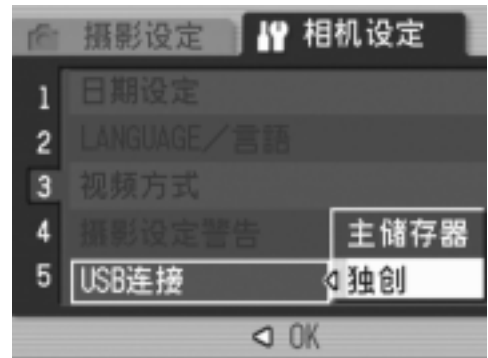 摄影设定 相机设定
1 日期设定
2 LANGUAGE／言語
3 视频方式
4 摄影设定警告 主储存器
5 USB连接 独创
OK